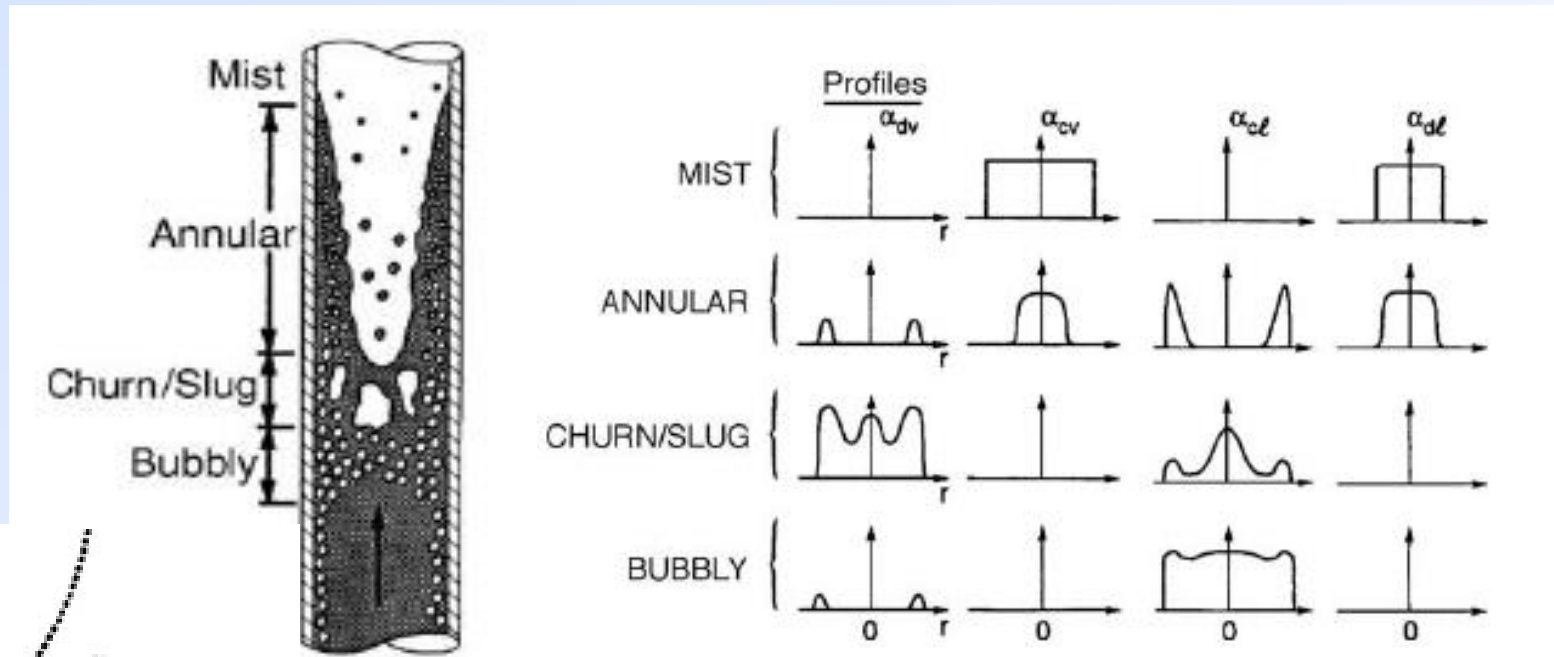 Mist
Annular
Churn/Slug
Bubbly
Profiles
α_dv α_cv α_cℓ α_dℓ
MIST
r
ANNULAR
CHURN/SLUG
r
BUBBLY
0 r 0 0 0